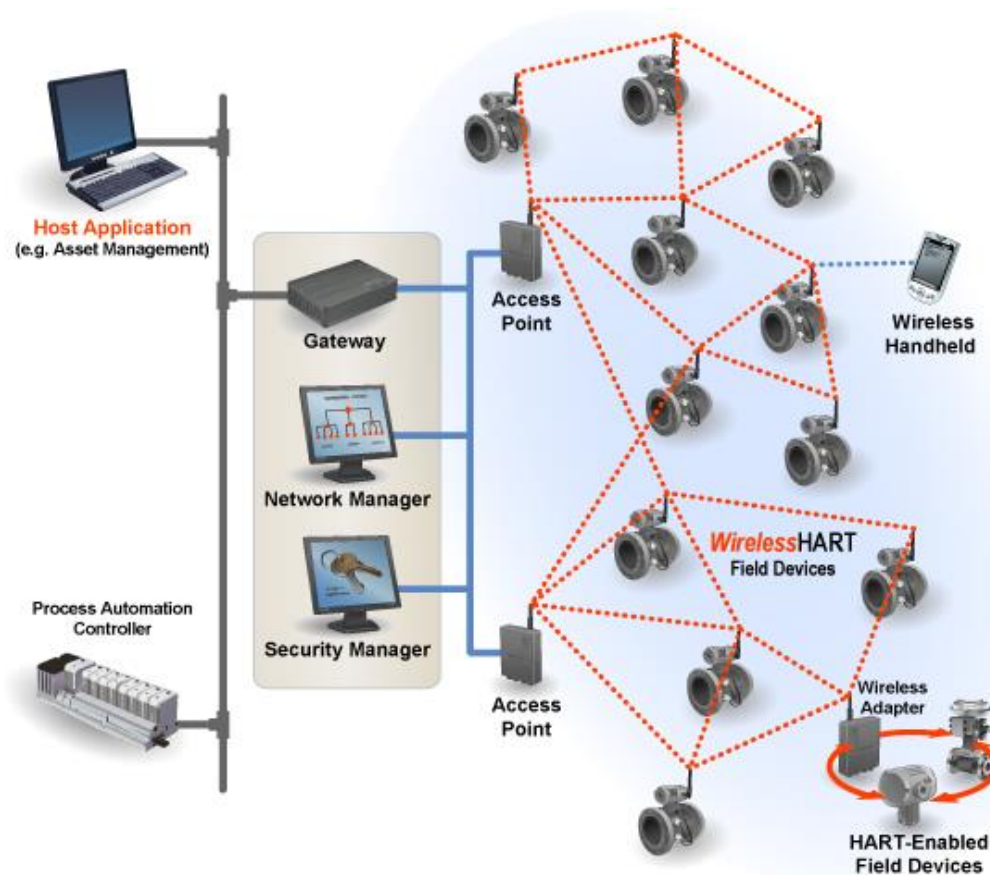 Host Application
(e.g. Asset Management)
Gateway
Network Manager
Security Manager
Process Automation
Controller
Access
Point
Access
Point
Wireless
Handheld
WirelessHART
Field Devices
Wireless
Adapter
HART-Enabled
Field Devices